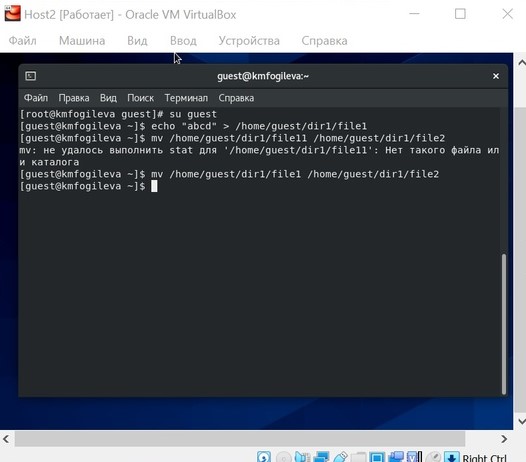 Host2 [Работает] - Oracle VM VirtualBox
Файл Машина Вид Ввод Устройства Справка
guest@kmfogileva:~
Файл Правка Вид Поиск Терминал Справка
[root@kmfogileva guest]# su guest
[guest@kmfogileva ~]$ echo "abcd" > /home/guest/dir1/file1
[guest@kmfogileva ~]$ mv /home/guest/dir1/file11 /home/guest/dir1/file2
mv: не удалось выполнить stat для '/home/guest/dir1/file11': Нет такого файла ил
и каталога
[guest@kmfogileva ~]$ mv /home/guest/dir1/file1 /home/guest/dir1/file2
[guest@kmfogileva ~]$
Right Ctrl